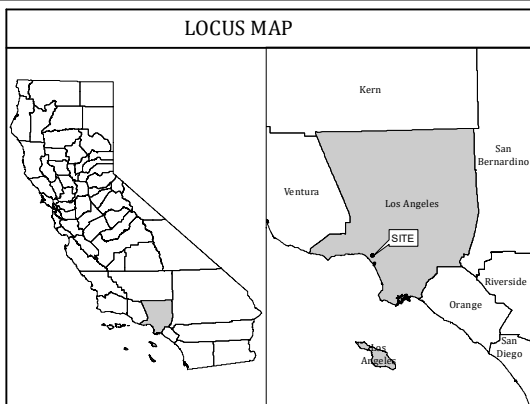 LOCUS MAP
Kern
San
Bernardino
Ventura
Los Angeles
SITE
Riverside
Orange
San
Diego
Los
Angeles